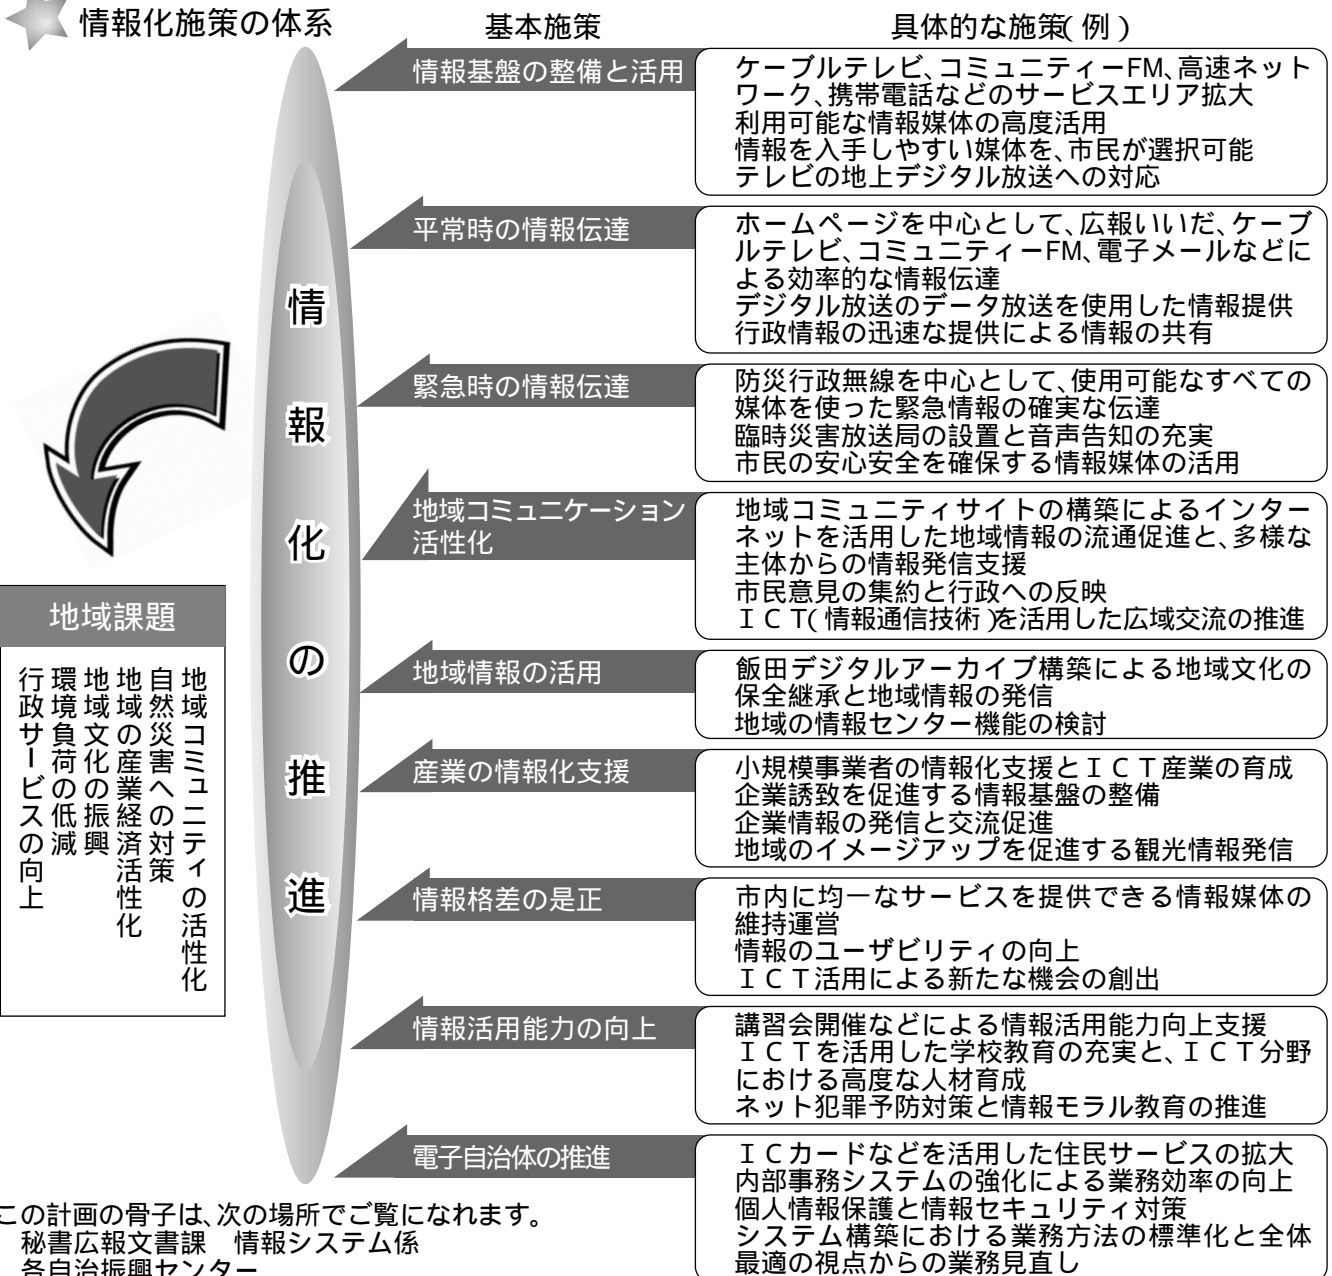 情報化施策の体系
基本施策
具体的な施策(例)
情報基盤の整備と活用
ケーブルテレビ、コミュニティーFM、高速ネット
ワーク、携帯電話などのサービスエリア拡大
利用可能な情報媒体の高度活用
情報を入手しやすい媒体を、市民が選択可能
テレビの地上デジタル放送への対応
平常時の情報伝達
ホームページを中心として、広報いいだ、ケーブ
ルテレビ、コミュニティーFM、電子メールなどに
よる効率的な情報伝達
デジタル放送のデータ放送を使用した情報提供
行政情報の迅速な提供による情報の共有
緊急時の情報伝達
防災行政無線を中心として、使用可能なすべての
媒体を使った緊急情報の確実な伝達
臨時災害放送局の設置と音声告知の充実
市民の安心安全を確保する情報媒体の活用
地域コミュニケーション
活性化
地域コミュニティサイトの構築によるインター
ネットを活用した地域情報の流通促進と、多様な
主体からの情報発信支援
市民意見の集約と行政への反映
ＩＣＴ(情報通信技術)を活用した広域交流の推進
地域情報の活用
飯田デジタルアーカイブ構築による地域文化の
保全継承と地域情報の発信
地域の情報センター機能の検討
産業の情報化支援
小規模事業者の情報化支援とＩＣＴ産業の育成
企業誘致を促進する情報基盤の整備
企業情報の発信と交流促進
地域のイメージアップを促進する観光情報発信
情報格差の是正
市内に均一なサービスを提供できる情報媒体の
維持運営
情報のユーザビリティの向上
ＩＣＴ活用による新たな機会の創出
情報活用能力の向上
講習会開催などによる情報活用能力向上支援
ＩＣＴを活用した学校教育の充実と、ＩＣＴ分野
における高度な人材育成
ネット犯罪予防対策と情報モラル教育の推進
電子自治体の推進
ＩＣカードなどを活用した住民サービスの拡大
内部事務システムの強化による業務効率の向上
個人情報保護と情報セキュリティ対策
システム構築における業務方法の標準化と全体
最適の視点からの業務見直し
情報化の推進
地域課題
地域コミュニティの活性化
自然災害への対策
地域の産業経済活性化
地域文化の振興
環境負荷の低減
行政サービスの向上
この計画の骨子は、次の場所でご覧になれます。
秘書広報文書課　情報システム係
各自治振興センター